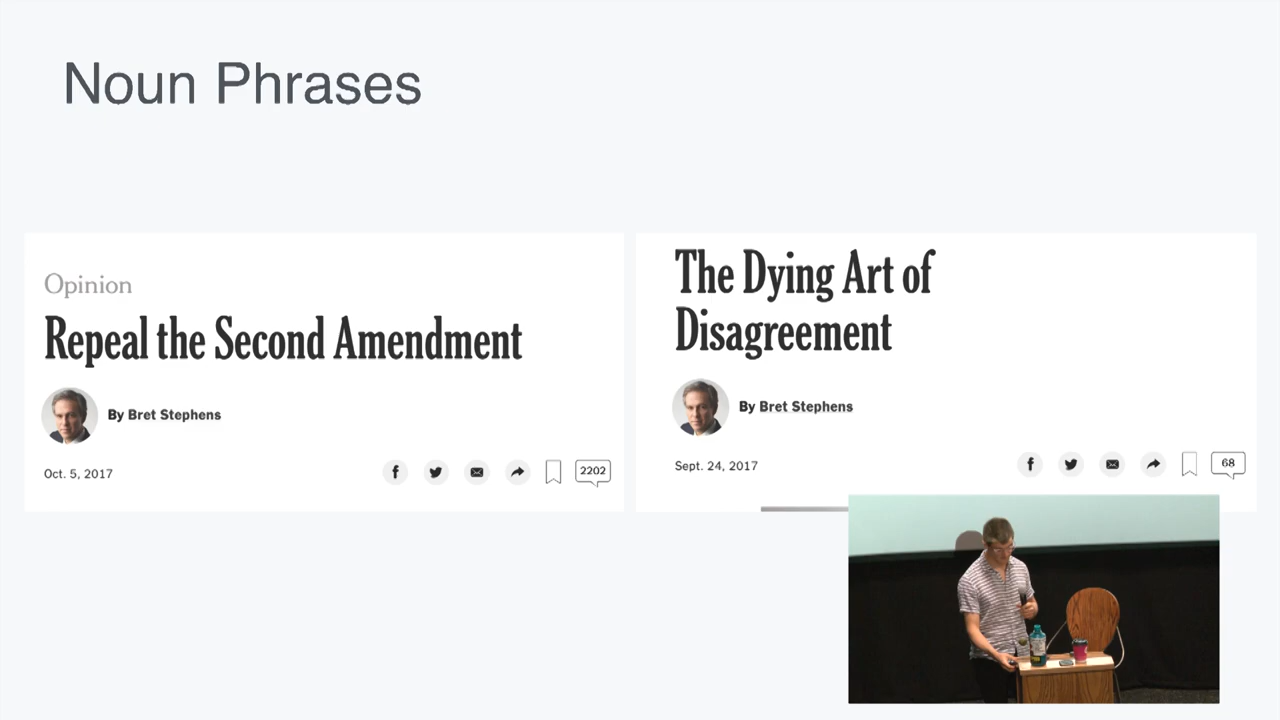 Noun Phrases
Opinion
Repeal the Second Amendment
By Bret Stephens
Oct. 5, 2017
2202
The Dying Art of
Disagreement
By Bret Stephens
Sept. 24, 2017
68